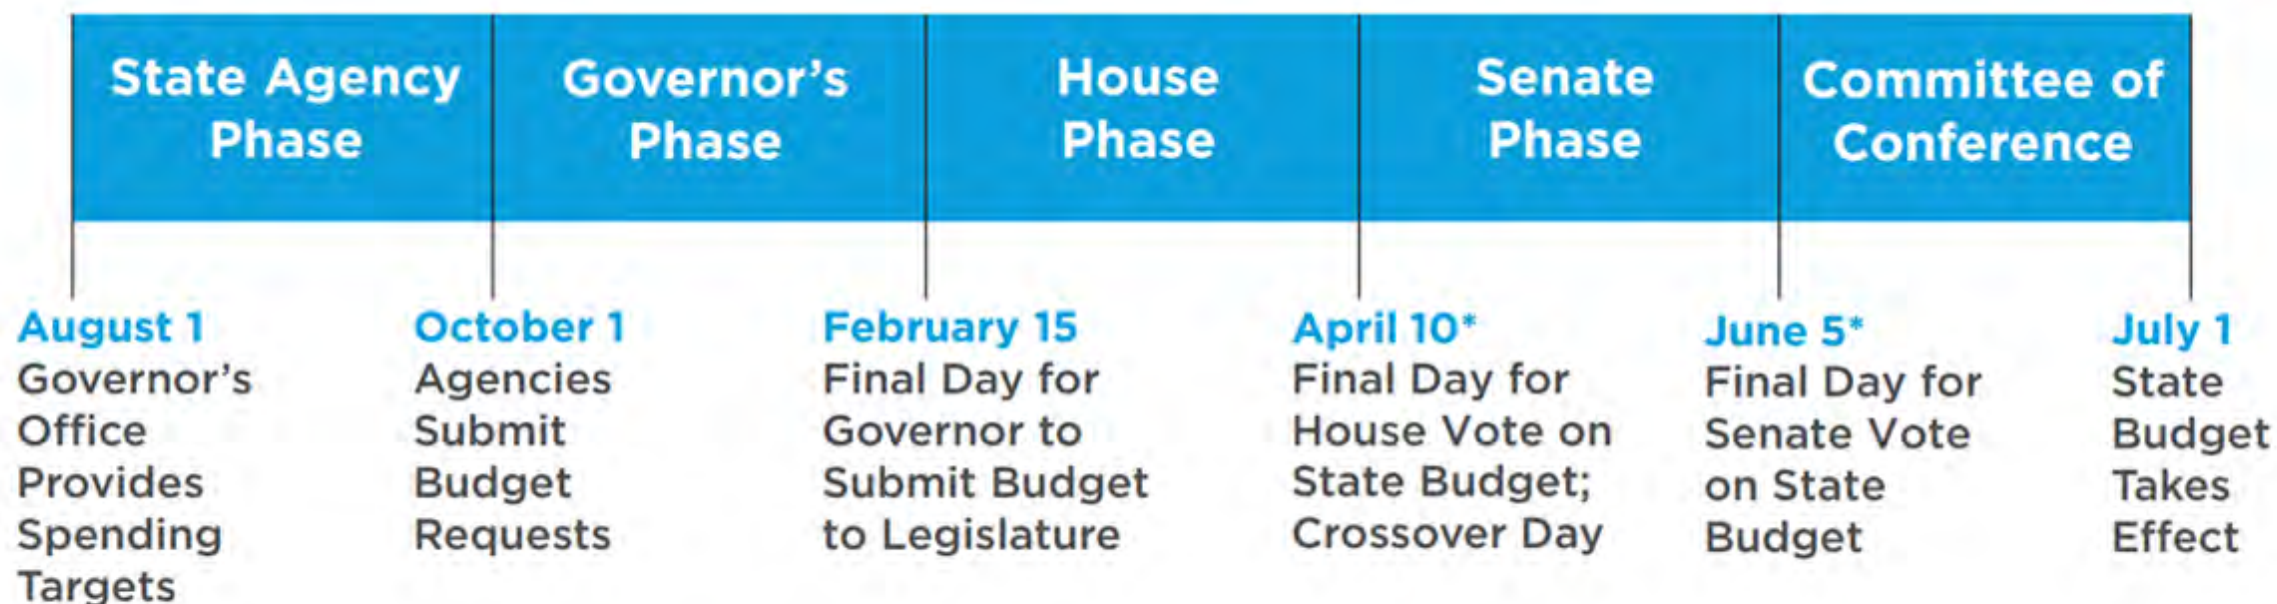 State Agency
Phase
Governor's
Phase
House
Phase
Senate
Phase
Committee of
Conference
August 1
Governor's
Office
Provides
Spending
Targets
October 1
Agencies
Submit
Budget
Requests
February 15
Final Day for
Governor to
Submit Budget
to Legislature
April 10*
Final Day for
House Vote on
State Budget;
Crossover Day
June 5*
Final Day for
Senate Vote
on State
Budget
July 1
State
Budget
Takes
Effect